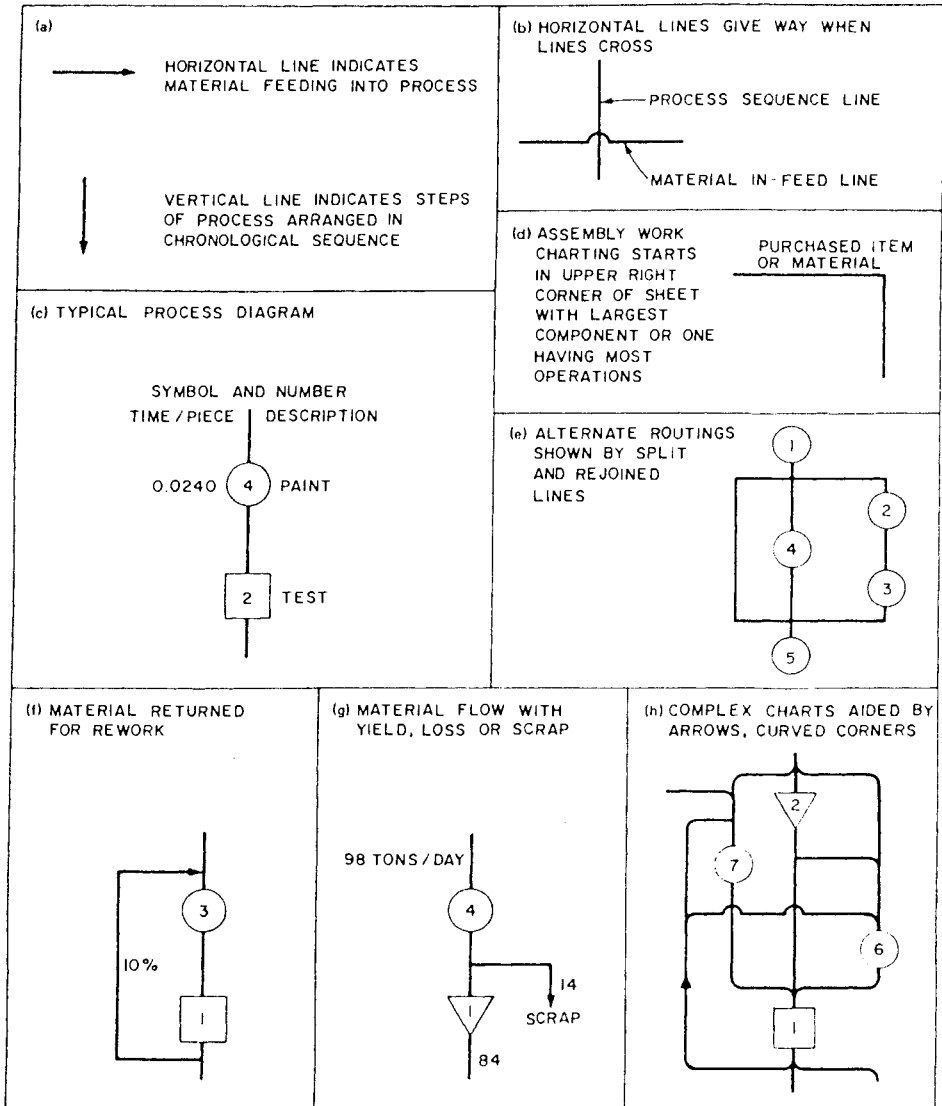 (a)
HORIZONTAL LINE INDICATES
MATERIAL FEEDING INTO PROCESS
VERTICAL LINE INDICATES STEPS
OF PROCESS ARRANGED IN
CHRONOLOGICAL SEQUENCE
(b) HORIZONTAL LINES GIVE WAY WHEN
LINES CROSS
PROCESS SEQUENCE LINE
MATERIAL IN-FEED LINE
(c) TYPICAL PROCESS DIAGRAM
SYMBOL AND NUMBER
TIME/PIECE DESCRIPTION
0.0240 4 PAINT
2 TEST
(d) ASSEMBLY WORK
CHARTING STARTS
IN UPPER RIGHT
CORNER OF SHEET
WITH LARGEST
COMPONENT OR ONE
HAVING MOST
OPERATIONS
PURCHASED ITEM
OR MATERIAL
(e) ALTERNATE ROUTINGS
SHOWN BY SPLIT
AND REJOINED
LINES
1
2
4
3
5
(f) MATERIAL RETURNED
FOR REWORK
3
10%
1
(g) MATERIAL FLOW WITH
YIELD, LOSS OR SCRAP
98 TONS/DAY
4
14
1
SCRAP
84
(h) COMPLEX CHARTS AIDED BY
ARROWS, CURVED CORNERS
2
7
6
1